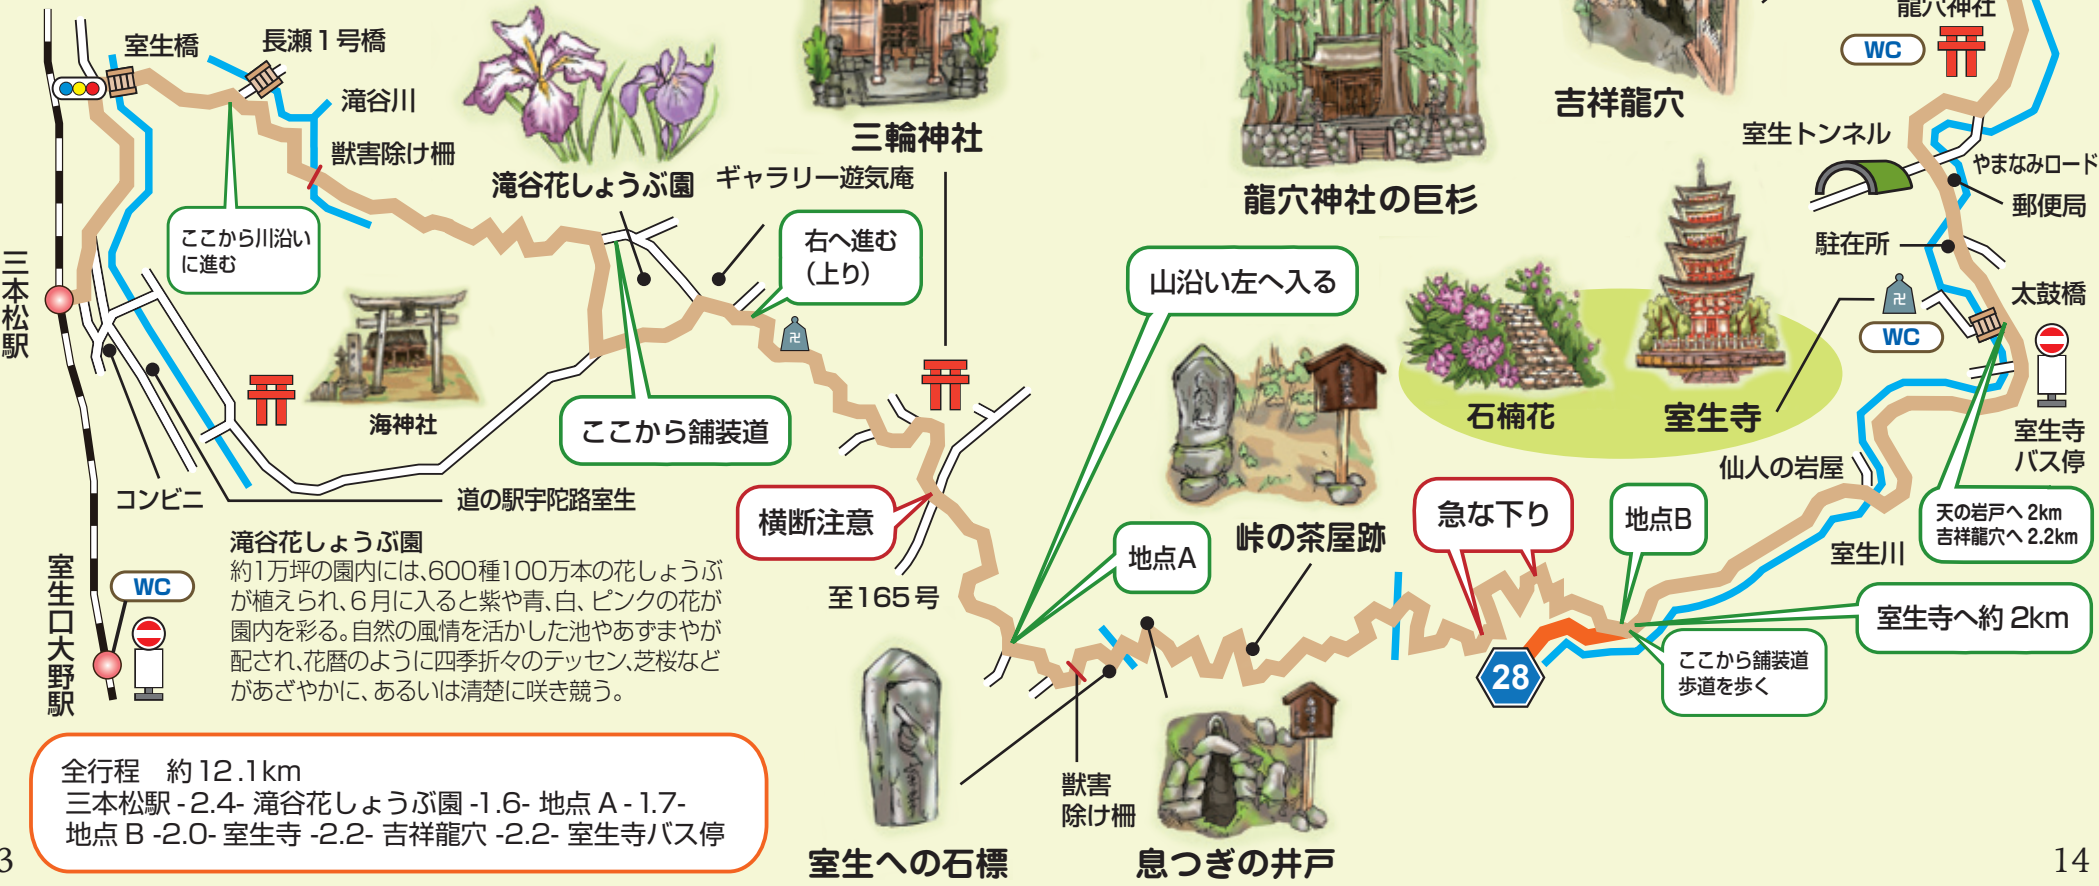 室生橋
長瀬1号橋
滝谷川
獣害除け柵
ここから川沿い
に進む
三本松駅
海神社
コンビニ
道の駅宇陀路室生
滝谷花しょうぶ園
ギャラリー遊気庵
三輪神社
右へ進む
(上り)
ここから舗装道
横断注意
至165号
室生口大野駅
WC
滝谷花しょうぶ園
約1万坪の園内には、600種100万本の花しょうぶ
が植えられ、6月に入ると紫や青、白、ピンクの花が
園内を彩る。自然の風情を活かした池やあずまやが
配され、花暦のように四季折々のテッセン、芝桜など
があざやかに、あるいは清楚に咲き競う。
全行程 約12.1km
三本松駅-2.4-滝谷花しょうぶ園-1.6-地点A-1.7-
地点B-2.0-室生寺-2.2-吉祥龍穴-2.2-室生寺バス停
3
龍穴神社の巨杉
吉祥龍穴
龍穴神社
WC
室生トンネル
やまなみロード
郵便局
駐在所
太鼓橋
卍
卍
WC
室生寺
バス停
山沿い左へ入る
石楠花
室生寺
仙人の岩屋
天の岩戸へ2km
吉祥龍穴へ2.2km
室生川
地点A
峠の茶屋跡
急な下り
地点B
室生寺へ約2km
28
ここから舗装道
歩道を歩く
獣害
除け柵
室生への石標
息つぎの井戸
14